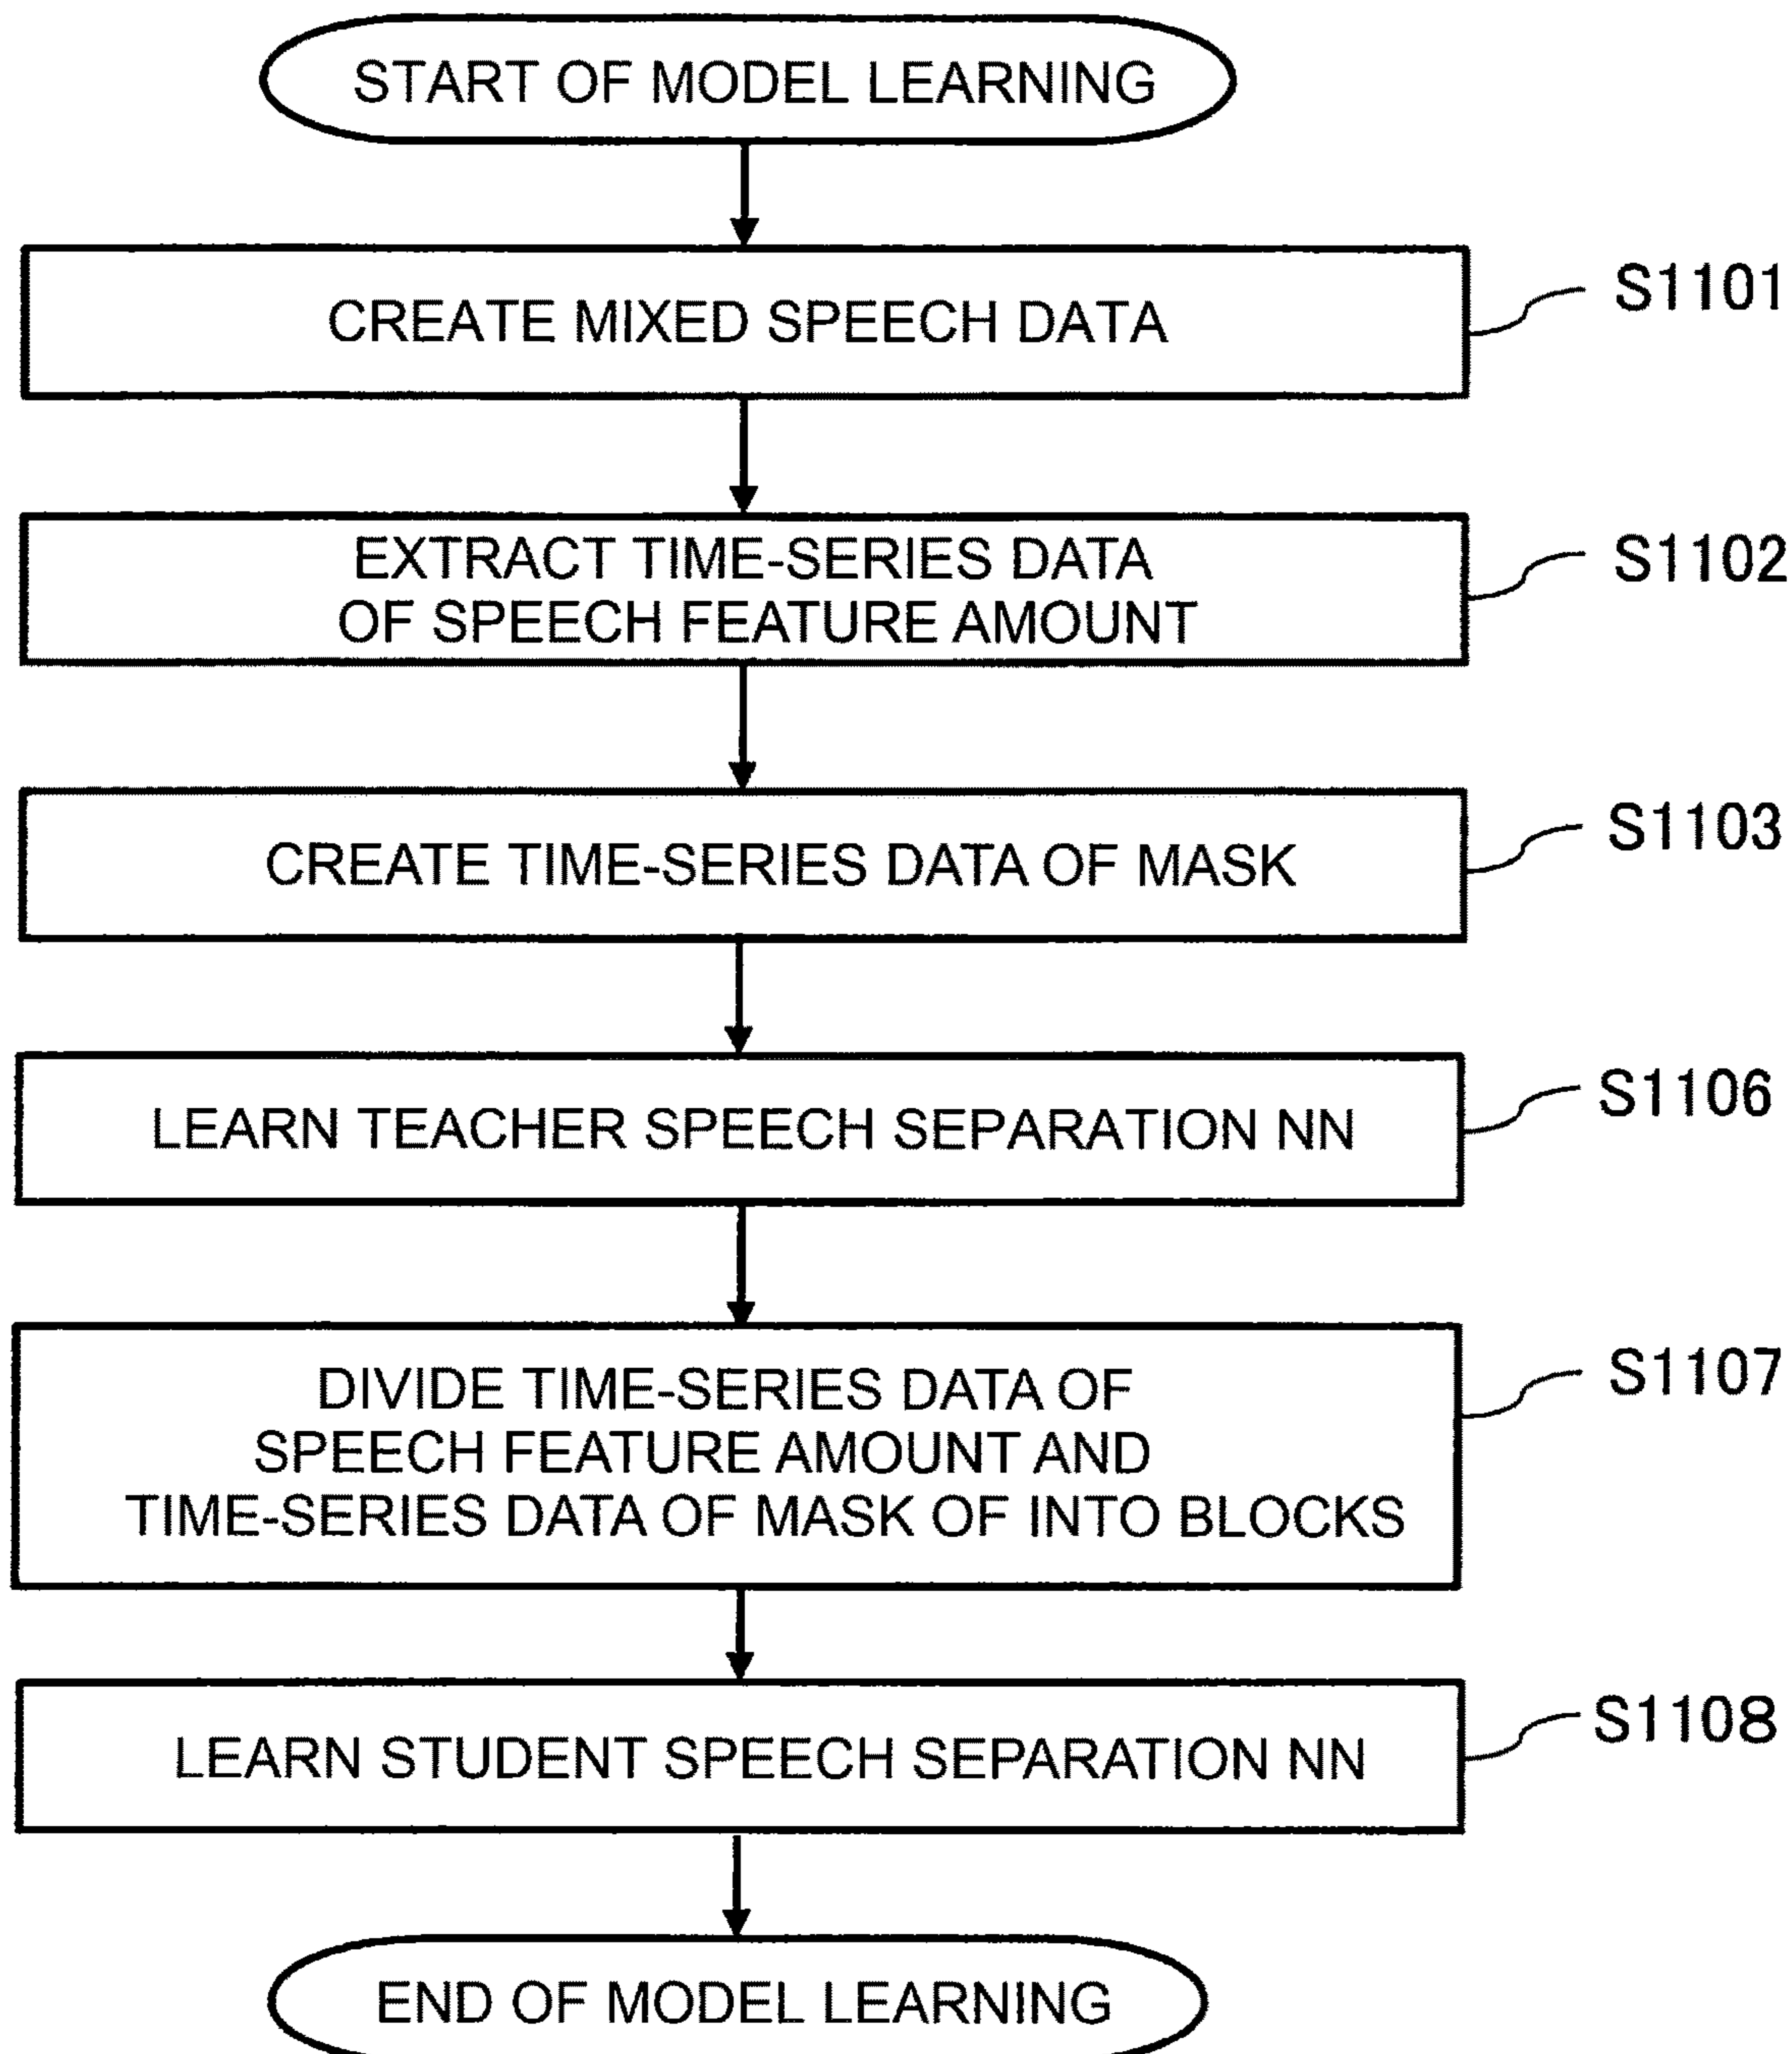 START OF MODEL LEARNING
CREATE MIXED SPEECH DATA
S1101
EXTRACT TIME-SERIES DATA
OF SPEECH FEATURE AMOUNT
S1102
CREATE TIME-SERIES DATA OF MASK
S1103
LEARN TEACHER SPEECH SEPARATION NN
S1106
DIVIDE TIME-SERIES DATA OF
SPEECH FEATURE AMOUNT AND
TIME-SERIES DATA OF MASK OF INTO BLOCKS
S1107
LEARN STUDENT SPEECH SEPARATION NN
S1108
END OF MODEL LEARNING